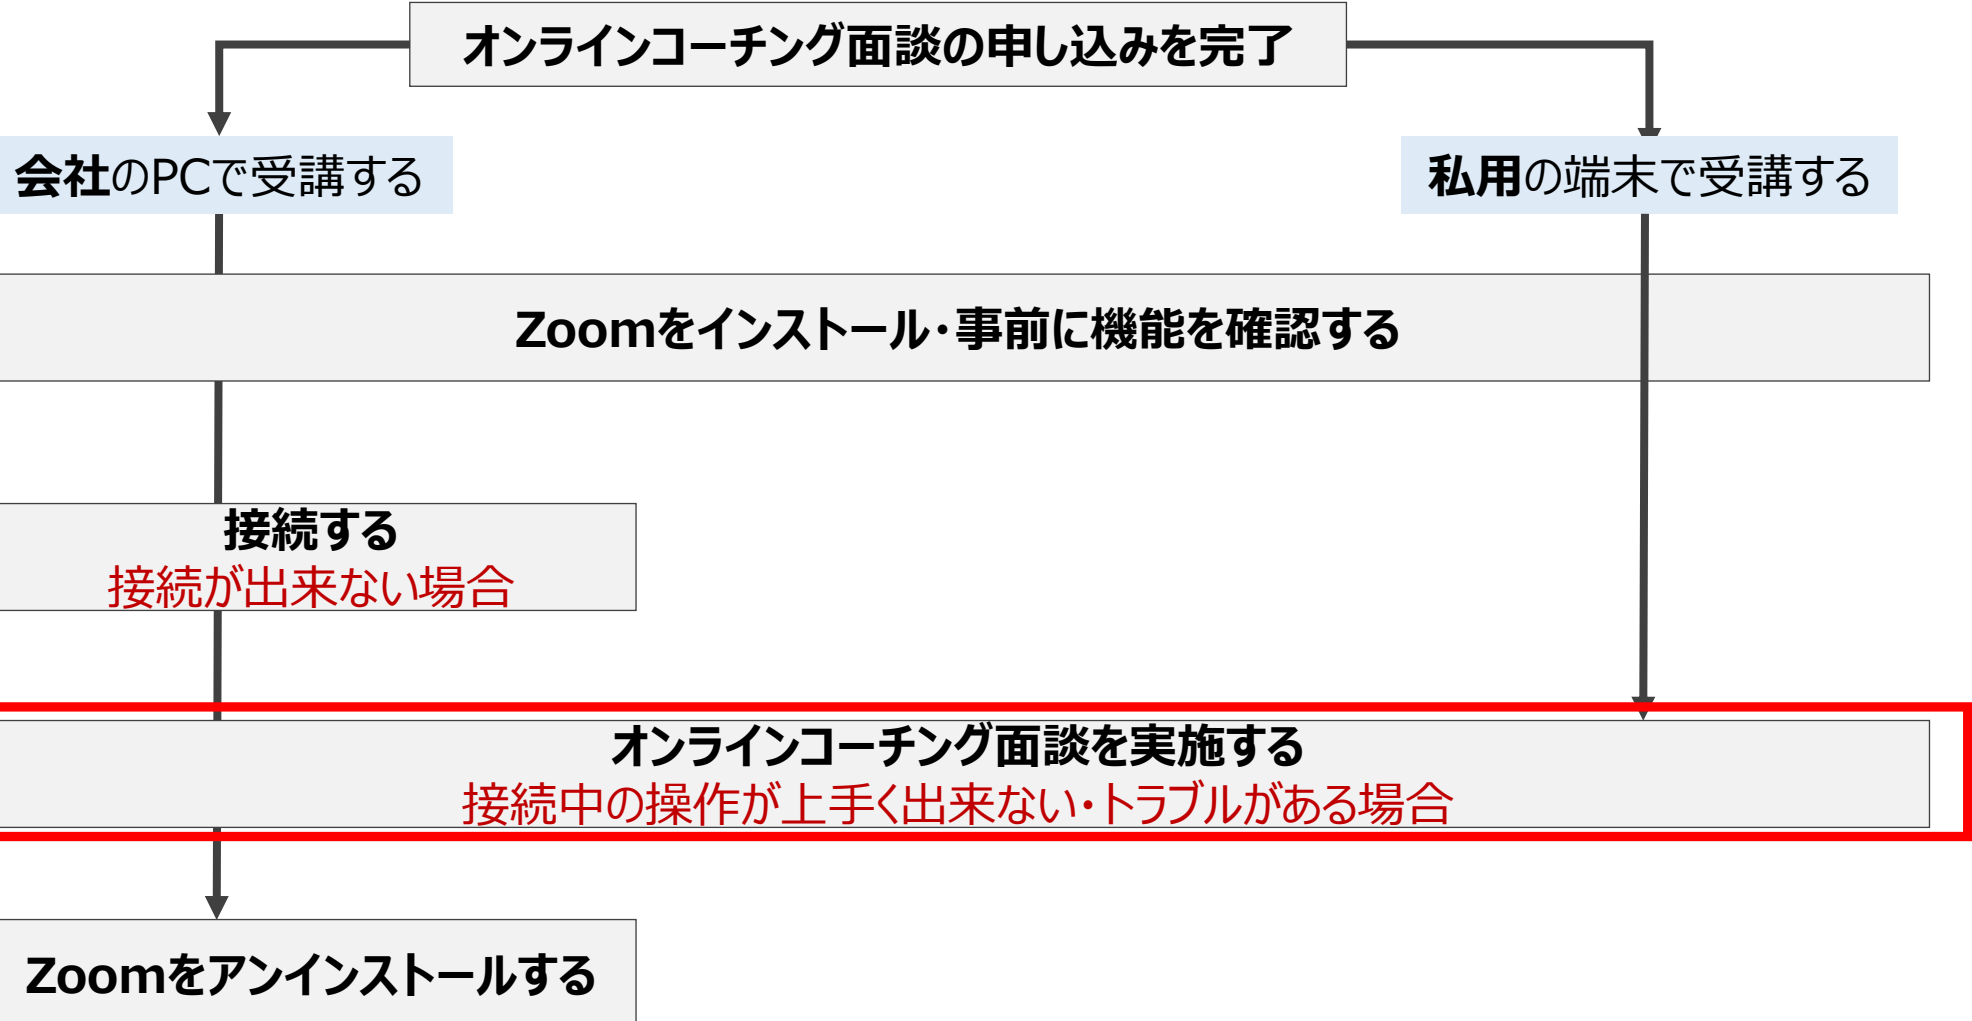 オンラインコーチング面談の申し込みを完了
会社のPCで受講する
私用の端末で受講する
Zoomをインストール・事前に機能を確認する
接続する
接続が出来ない場合
オンラインコーチング面談を実施する
接続中の操作が上手く出来ない・トラブルがある場合
Zoomをアンインストールする